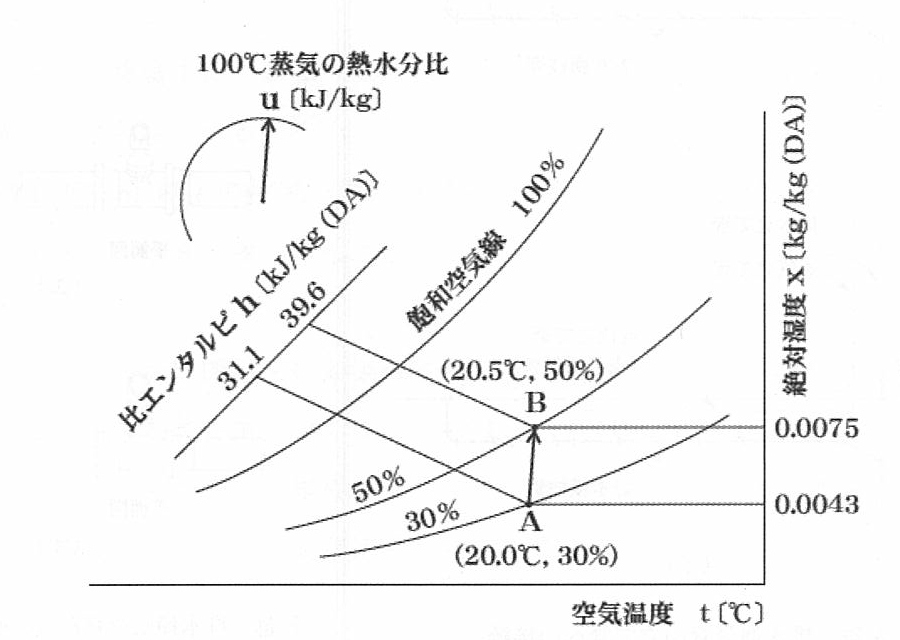 100℃蒸気の熱水分比
u〔kJ/kg〕
比エンタルピ h〔kJ/kg(DA)〕
39.6
31.1
飽和空気線 100%
絶対湿度 x〔kg/kg(DA)〕
(20.5℃, 50%)
B
0.0075
50%
30%
0.0043
A
(20.0℃, 30%)
空気温度 t〔℃〕